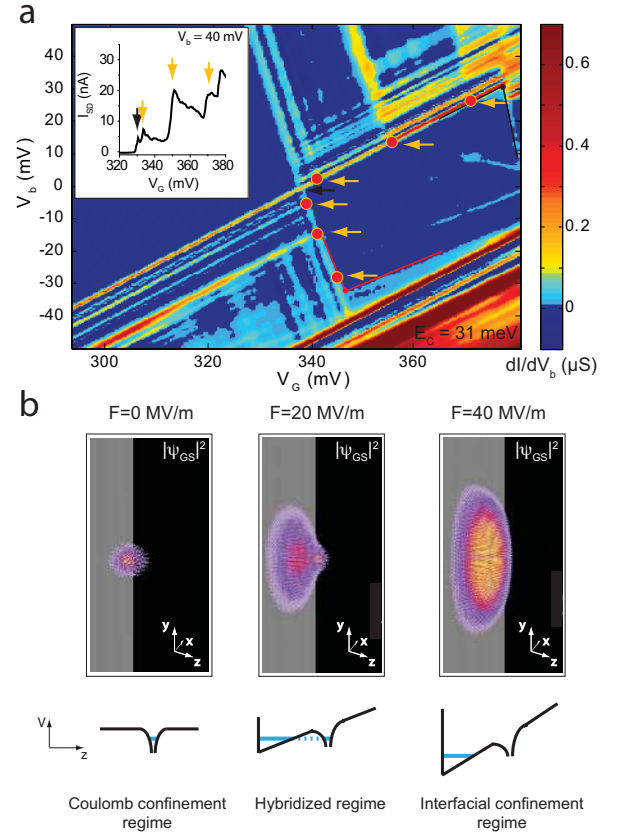 a
V_b = 40 mV
I_SD (nA)
30
20
10
0
320 340 360 380
V_G (mV)
V_b (mV)
50
40
30
20
10
0
-10
-20
-30
-40
300 320 340 360
V_G (mV)
E_C = 31 meV
0.6
0.4
0.2
0
dI/dV_b (µS)
b
F=0 MV/m F=20 MV/m F=40 MV/m
|ψ_GS|² |ψ_GS|² |ψ_GS|²
y x z y x z y x z
V
z
Coulomb confinement regime
Hybridized regime
Interfacial confinement regime